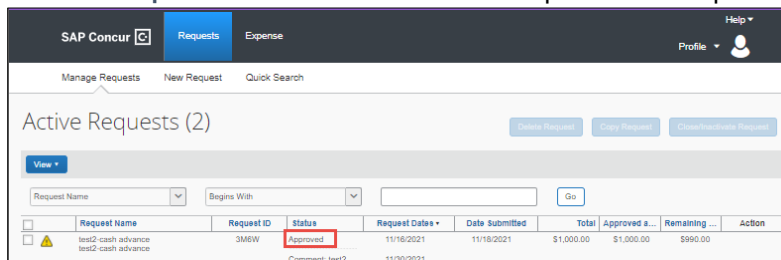 Help
SAP Concur C Requests Expense
Profile
Manage Requests New Request Quick Search
Active Requests (2)
Delete Request Copy Request Close/Inactivate Request
View
Request Name Begins With Go
Request Name Request ID Status Request Dates Date Submitted Total Approved a... Remaining ... Action
test2-cash advance 3M6W Approved 11/16/2021 11/18/2021 $1,000.00 $1,000.00 $990.00
test2-cash advance
Comment: test2 11/30/2021